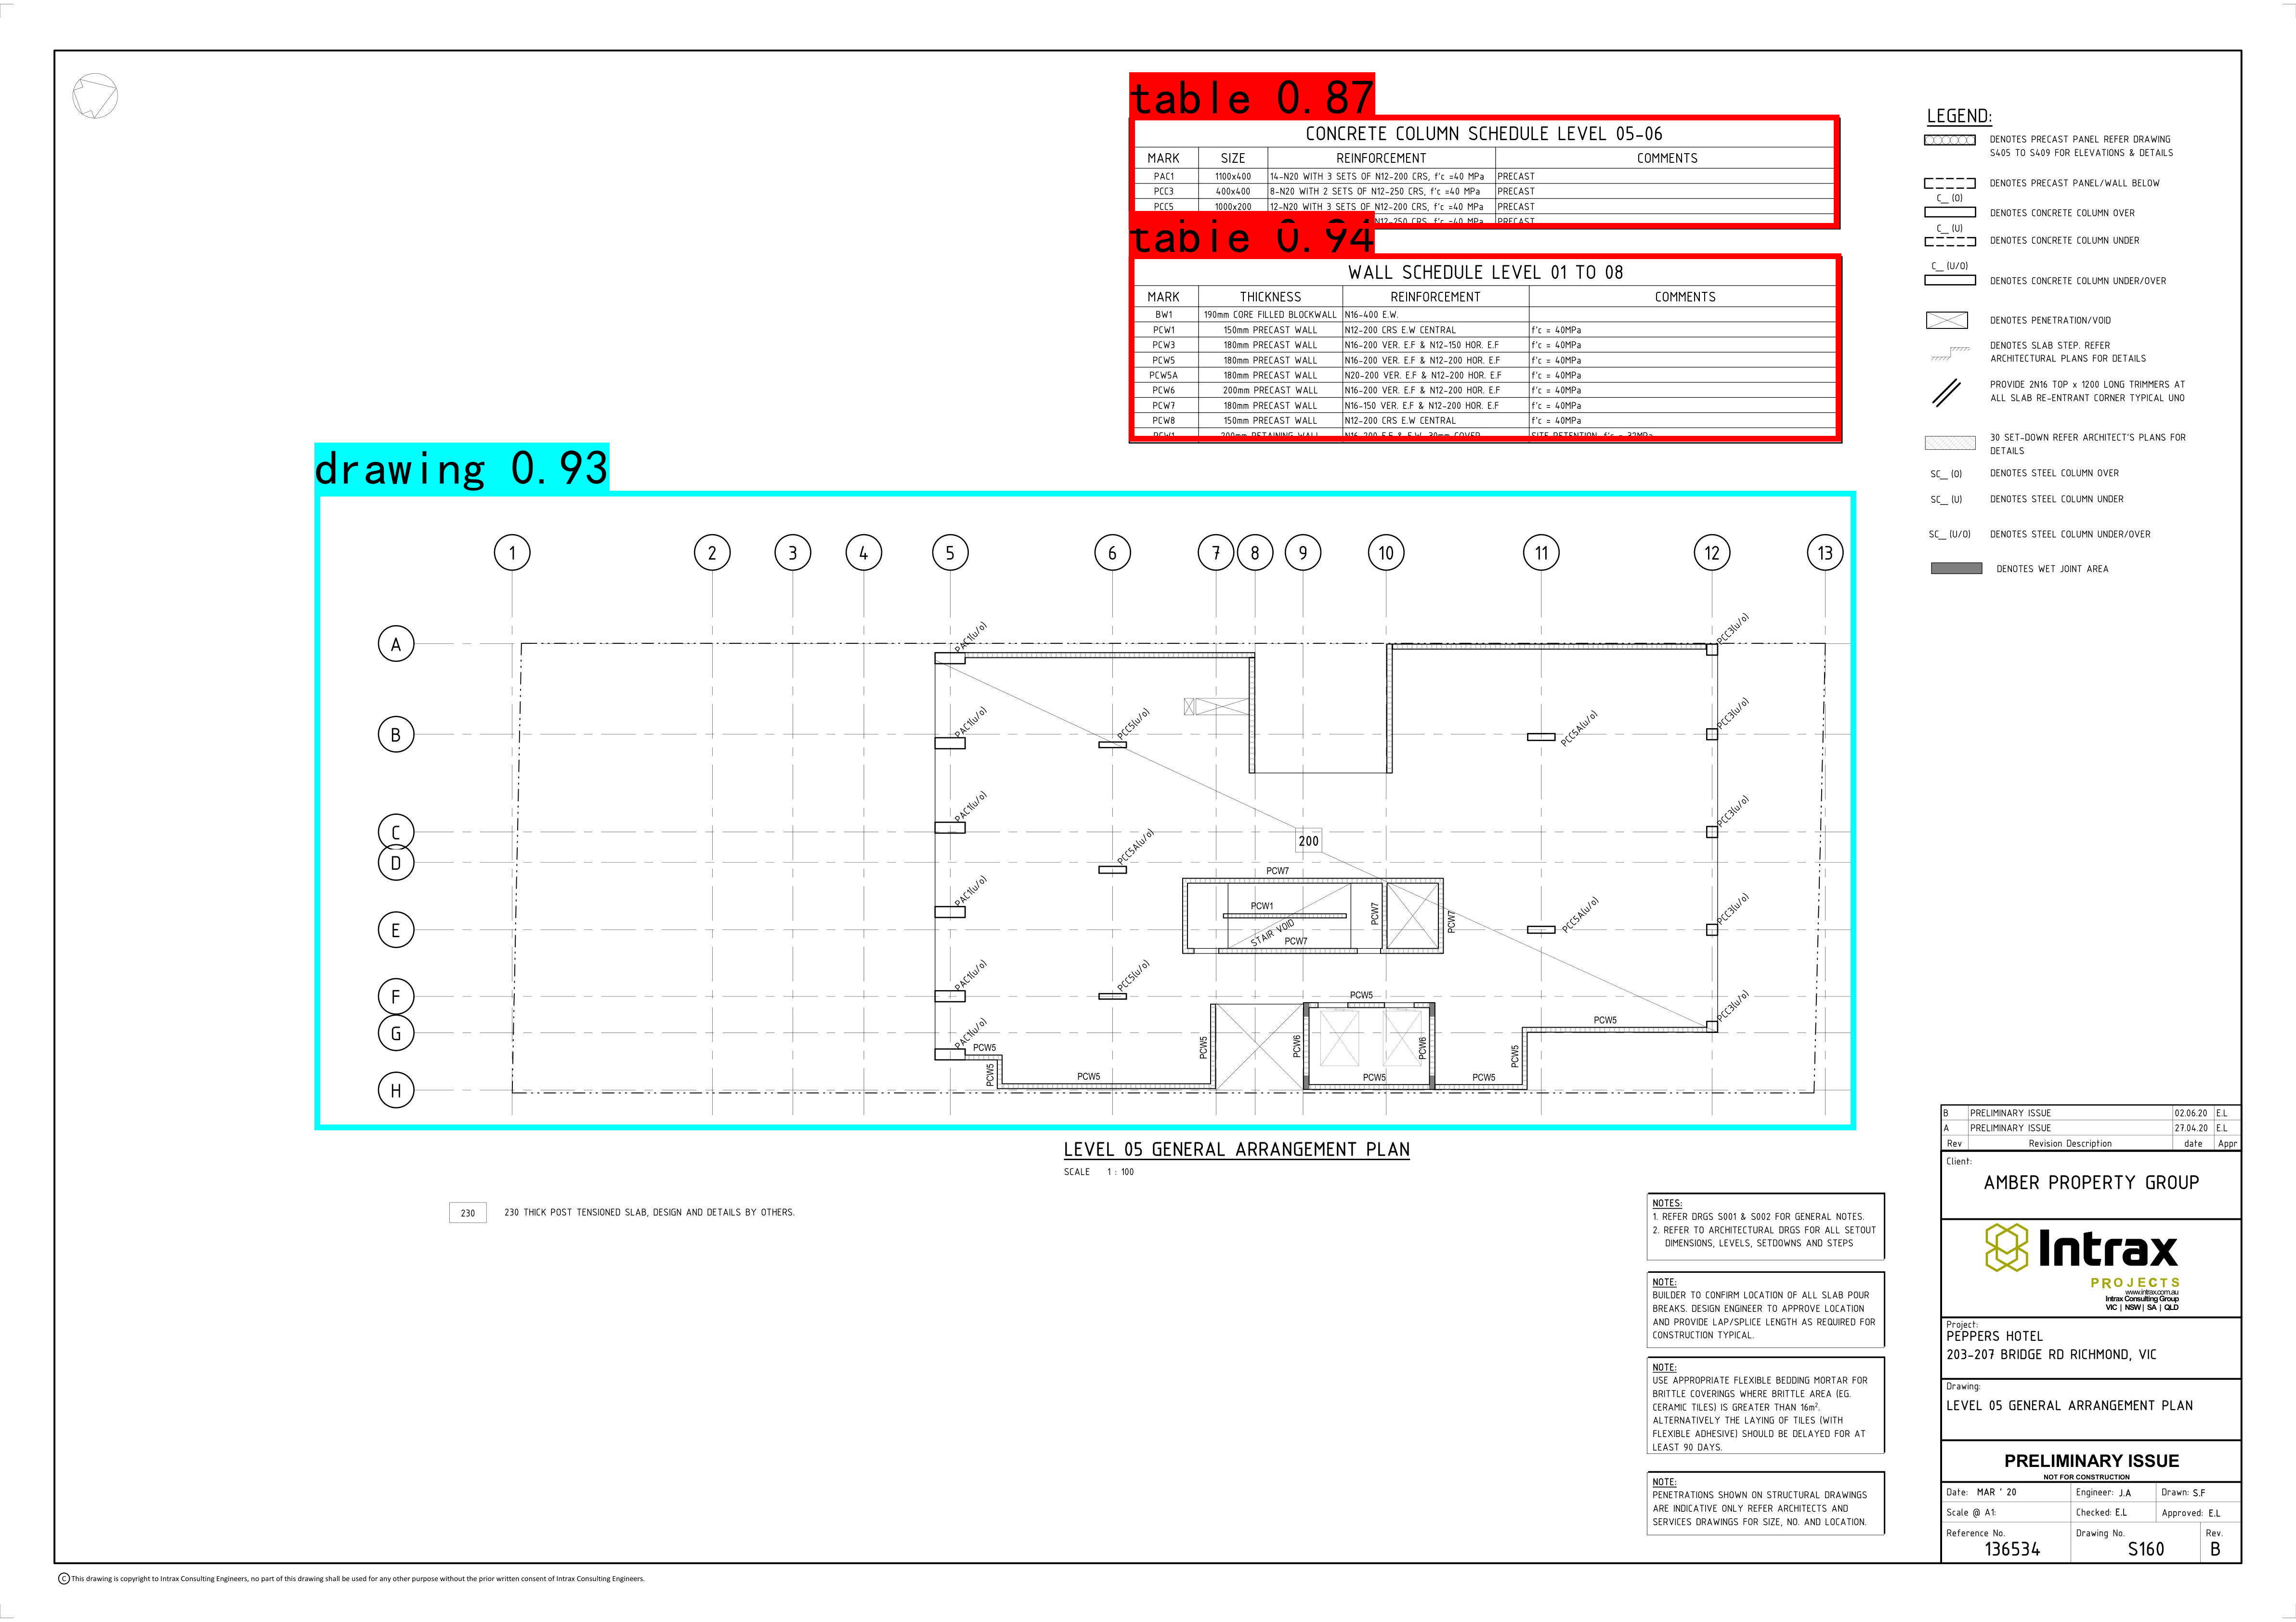 table 0.87
CONCRETE COLUMN SCHEDULE LEVEL 05-06
MARK SIZE REINFORCEMENT COMMENTS
PAC1 1100x400 14-N20 WITH 3 SETS OF N12-200 CRS, f'c =40 MPa PRECAST
PCC3 400x400 8-N20 WITH 2 SETS OF N12-250 CRS, f'c =40 MPa PRECAST
PCC5 1000x200 12-N20 WITH 3 SETS OF N12-200 CRS, f'c =40 MPa PRECAST
N12-250 CRS, f'c =40 MPa PRECAST
table 0.94
WALL SCHEDULE LEVEL 01 TO 08
MARK THICKNESS REINFORCEMENT COMMENTS
BW1 190mm CORE FILLED BLOCKWALL N16-400 E.W.
PCW1 150mm PRECAST WALL N12-200 CRS E.W CENTRAL f'c = 40MPa
PCW3 180mm PRECAST WALL N16-200 VER. E.F & N12-150 HOR. E.F f'c = 40MPa
PCW5 180mm PRECAST WALL N16-200 VER. E.F & N12-200 HOR. E.F f'c = 40MPa
PCW5A 180mm PRECAST WALL N20-200 VER. E.F & N12-200 HOR. E.F f'c = 40MPa
PCW6 200mm PRECAST WALL N16-200 VER. E.F & N12-200 HOR. E.F f'c = 40MPa
PCW7 180mm PRECAST WALL N16-150 VER. E.F & N12-200 HOR. E.F f'c = 40MPa
PCW8 150mm PRECAST WALL N12-200 CRS E.W CENTRAL f'c = 40MPa
200mm RETAINING WALL N16-200 E.F & E.W, 30mm COVER SITE RETENTION, f'c = 32MPa
LEGEND:
DENOTES PRECAST PANEL REFER DRAWING
S405 TO S409 FOR ELEVATIONS & DETAILS
DENOTES PRECAST PANEL/WALL BELOW
C__ (O)
DENOTES CONCRETE COLUMN OVER
C__ (U)
DENOTES CONCRETE COLUMN UNDER
C__ (U/O)
DENOTES CONCRETE COLUMN UNDER/OVER
DENOTES PENETRATION/VOID
DENOTES SLAB STEP. REFER
ARCHITECTURAL PLANS FOR DETAILS
PROVIDE 2N16 TOP x 1200 LONG TRIMMERS AT
ALL SLAB RE-ENTRANT CORNER TYPICAL UNO
30 SET-DOWN REFER ARCHITECT'S PLANS FOR
DETAILS
SC__ (O) DENOTES STEEL COLUMN OVER
SC__ (U) DENOTES STEEL COLUMN UNDER
SC__ (U/O) DENOTES STEEL COLUMN UNDER/OVER
DENOTES WET JOINT AREA
drawing 0.93
1 2 3 4 5 6 7 8 9 10 11 12 13
A
PAC1(u/o) PCC3(u/o)
B
PAC1(u/o) PCC5(u/o) PCC5A(u/o) PCC3(u/o)
C
PAC1(u/o) PCC3(u/o)
200
D
PCC5A(u/o)
PCW7
E
PAC1(u/o) PCW1 PCW7 PCW7 PCC5A(u/o) PCC3(u/o)
STAIR VOID
PCW7
F
PAC1(u/o) PCC5(u/o) PCW5 PCC3(u/o)
G
PAC1(u/o) PCW5
PCW5 PCW5 PCW6 PCW6 PCW5
PCW5 PCW5 PCW5 PCW5
H
LEVEL 05 GENERAL ARRANGEMENT PLAN
SCALE 1 : 100
230 230 THICK POST TENSIONED SLAB, DESIGN AND DETAILS BY OTHERS.
NOTES:
1. REFER DRGS S001 & S002 FOR GENERAL NOTES.
2. REFER TO ARCHITECTURAL DRGS FOR ALL SETOUT
DIMENSIONS, LEVELS, SETDOWNS AND STEPS
NOTE:
BUILDER TO CONFIRM LOCATION OF ALL SLAB POUR
BREAKS. DESIGN ENGINEER TO APPROVE LOCATION
AND PROVIDE LAP/SPLICE LENGTH AS REQUIRED FOR
CONSTRUCTION TYPICAL.
NOTE:
USE APPROPRIATE FLEXIBLE BEDDING MORTAR FOR
BRITTLE COVERINGS WHERE BRITTLE AREA (EG.
CERAMIC TILES) IS GREATER THAN 16m².
ALTERNATIVELY THE LAYING OF TILES (WITH
FLEXIBLE ADHESIVE) SHOULD BE DELAYED FOR AT
LEAST 90 DAYS.
NOTE:
PENETRATIONS SHOWN ON STRUCTURAL DRAWINGS
ARE INDICATIVE ONLY REFER ARCHITECTS AND
SERVICES DRAWINGS FOR SIZE, NO. AND LOCATION.
B PRELIMINARY ISSUE 02.06.20 E.L
A PRELIMINARY ISSUE 27.04.20 E.L
Rev Revision Description date Appr
Client:
AMBER PROPERTY GROUP
Intrax
PROJECTS
www.intrax.com.au
Intrax Consulting Group
VIC | NSW | SA | QLD
Project:
PEPPERS HOTEL
203-207 BRIDGE RD RICHMOND, VIC
Drawing:
LEVEL 05 GENERAL ARRANGEMENT PLAN
PRELIMINARY ISSUE
NOT FOR CONSTRUCTION
Date: MAR ' 20 Engineer: J.A Drawn: S.F
Scale @ A1: Checked: E.L Approved: E.L
Reference No. Drawing No. Rev.
136534 S160 B
© This drawing is copyright to Intrax Consulting Engineers, no part of this drawing shall be used for any other purpose without the prior written consent of Intrax Consulting Engineers.